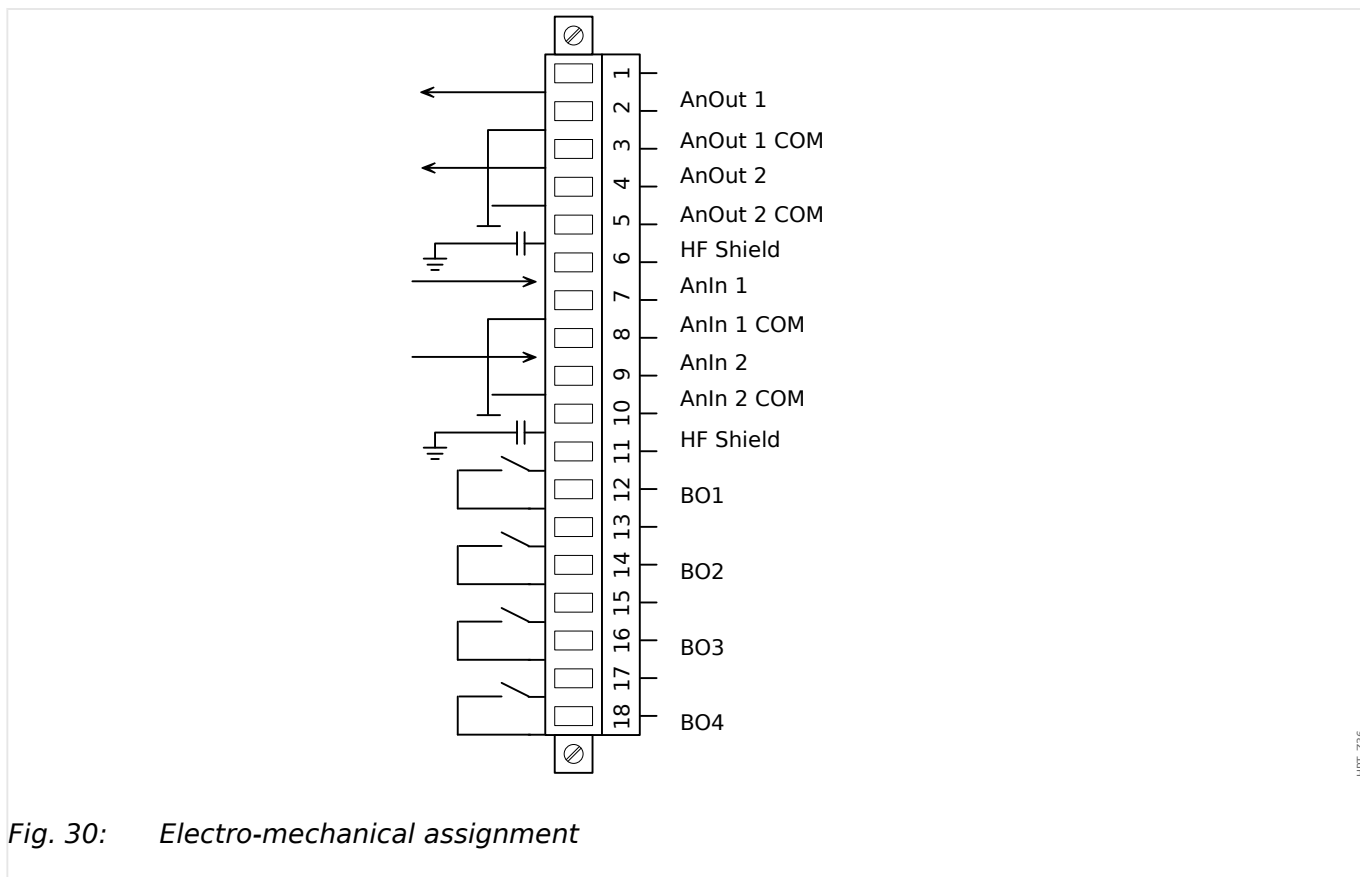 1
2
AnOut 1
3
AnOut 1 COM
4
AnOut 2
5
AnOut 2 COM
6
HF Shield
7
AnIn 1
8
AnIn 1 COM
9
AnIn 2
10
AnIn 2 COM
11
HF Shield
12
BO1
13
14
BO2
15
16
BO3
17
18
BO4
Fig. 30: Electro-mechanical assignment